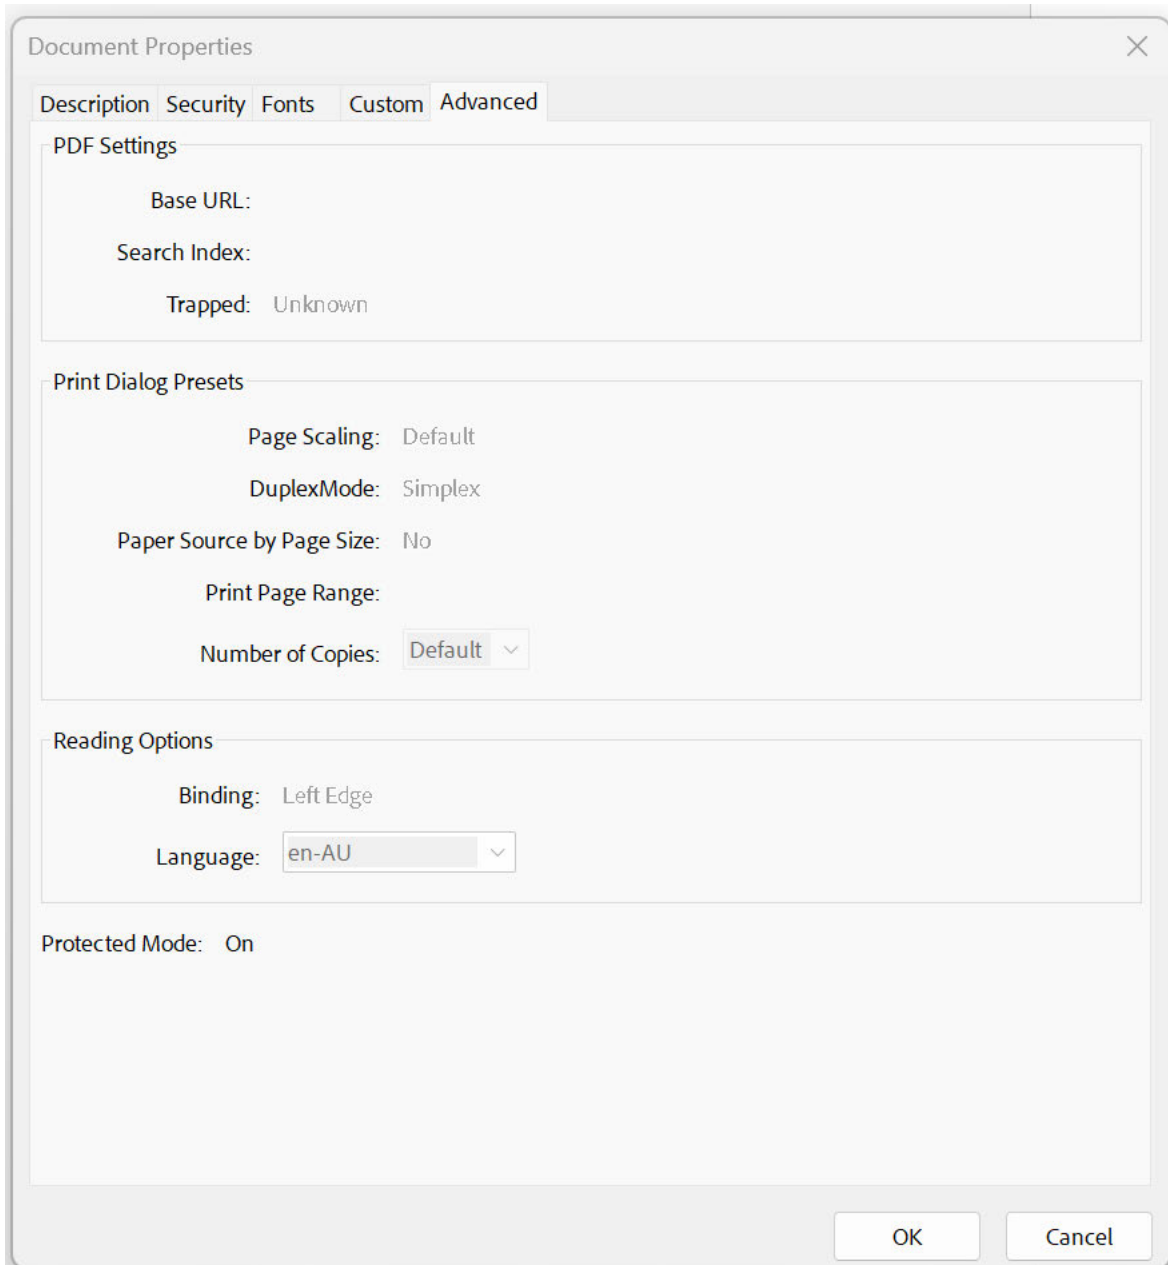 Document Properties
Description Security Fonts Custom Advanced
PDF Settings
Base URL:
Search Index:
Trapped: Unknown
Print Dialog Presets
Page Scaling: Default
DuplexMode: Simplex
Paper Source by Page Size: No
Print Page Range:
Number of Copies: Default
Reading Options
Binding: Left Edge
Language: en-AU
Protected Mode: On
OK Cancel